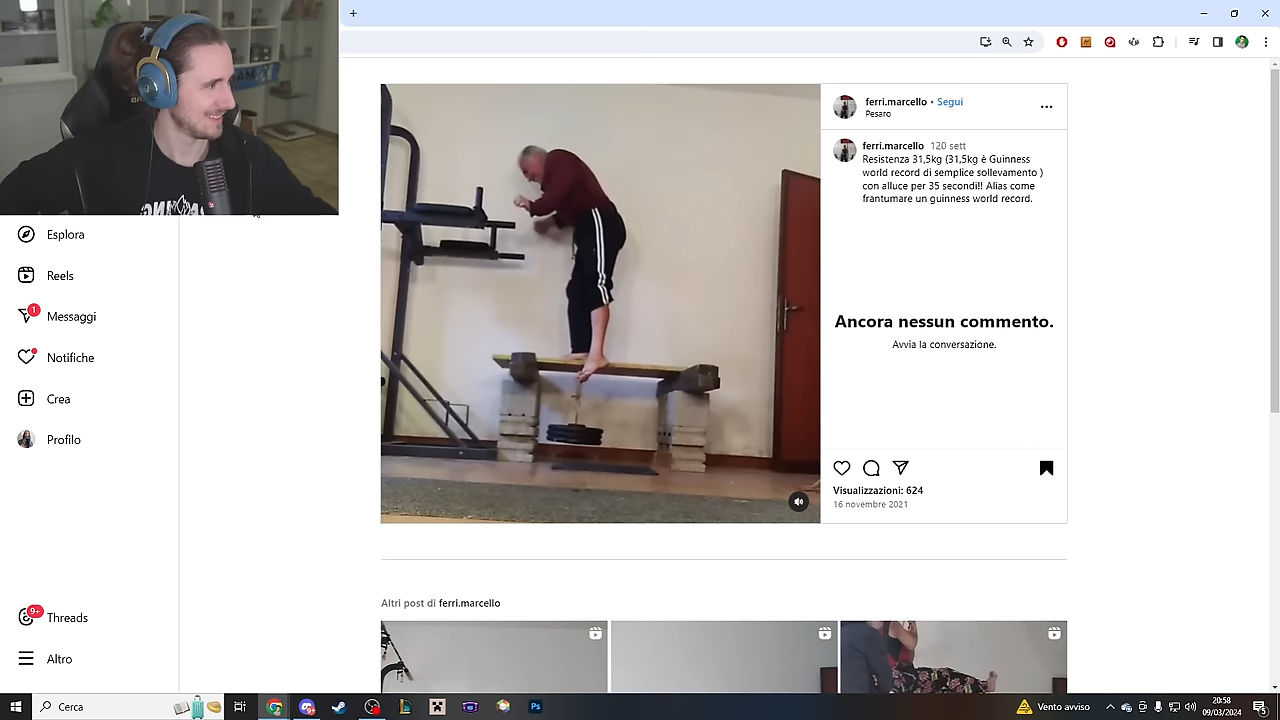 ferri.marcello • Segui
Pesaro
ferri.marcello 120 sett
Resistenza 31,5kg (31,5kg è Guinness
world record di semplice sollevamento )
con alluce per 35 secondi!! Alias come
frantumare un guinness world record.
Esplora
Reels
1
Messaggi
Notifiche
Crea
Profilo
Ancora nessun commento.
Avvia la conversazione.
Visualizzazioni: 624
16 novembre 2021
Altri post di ferri.marcello
9+
Threads
Altro
Cerca
Vento avviso
20:58
09/03/2024